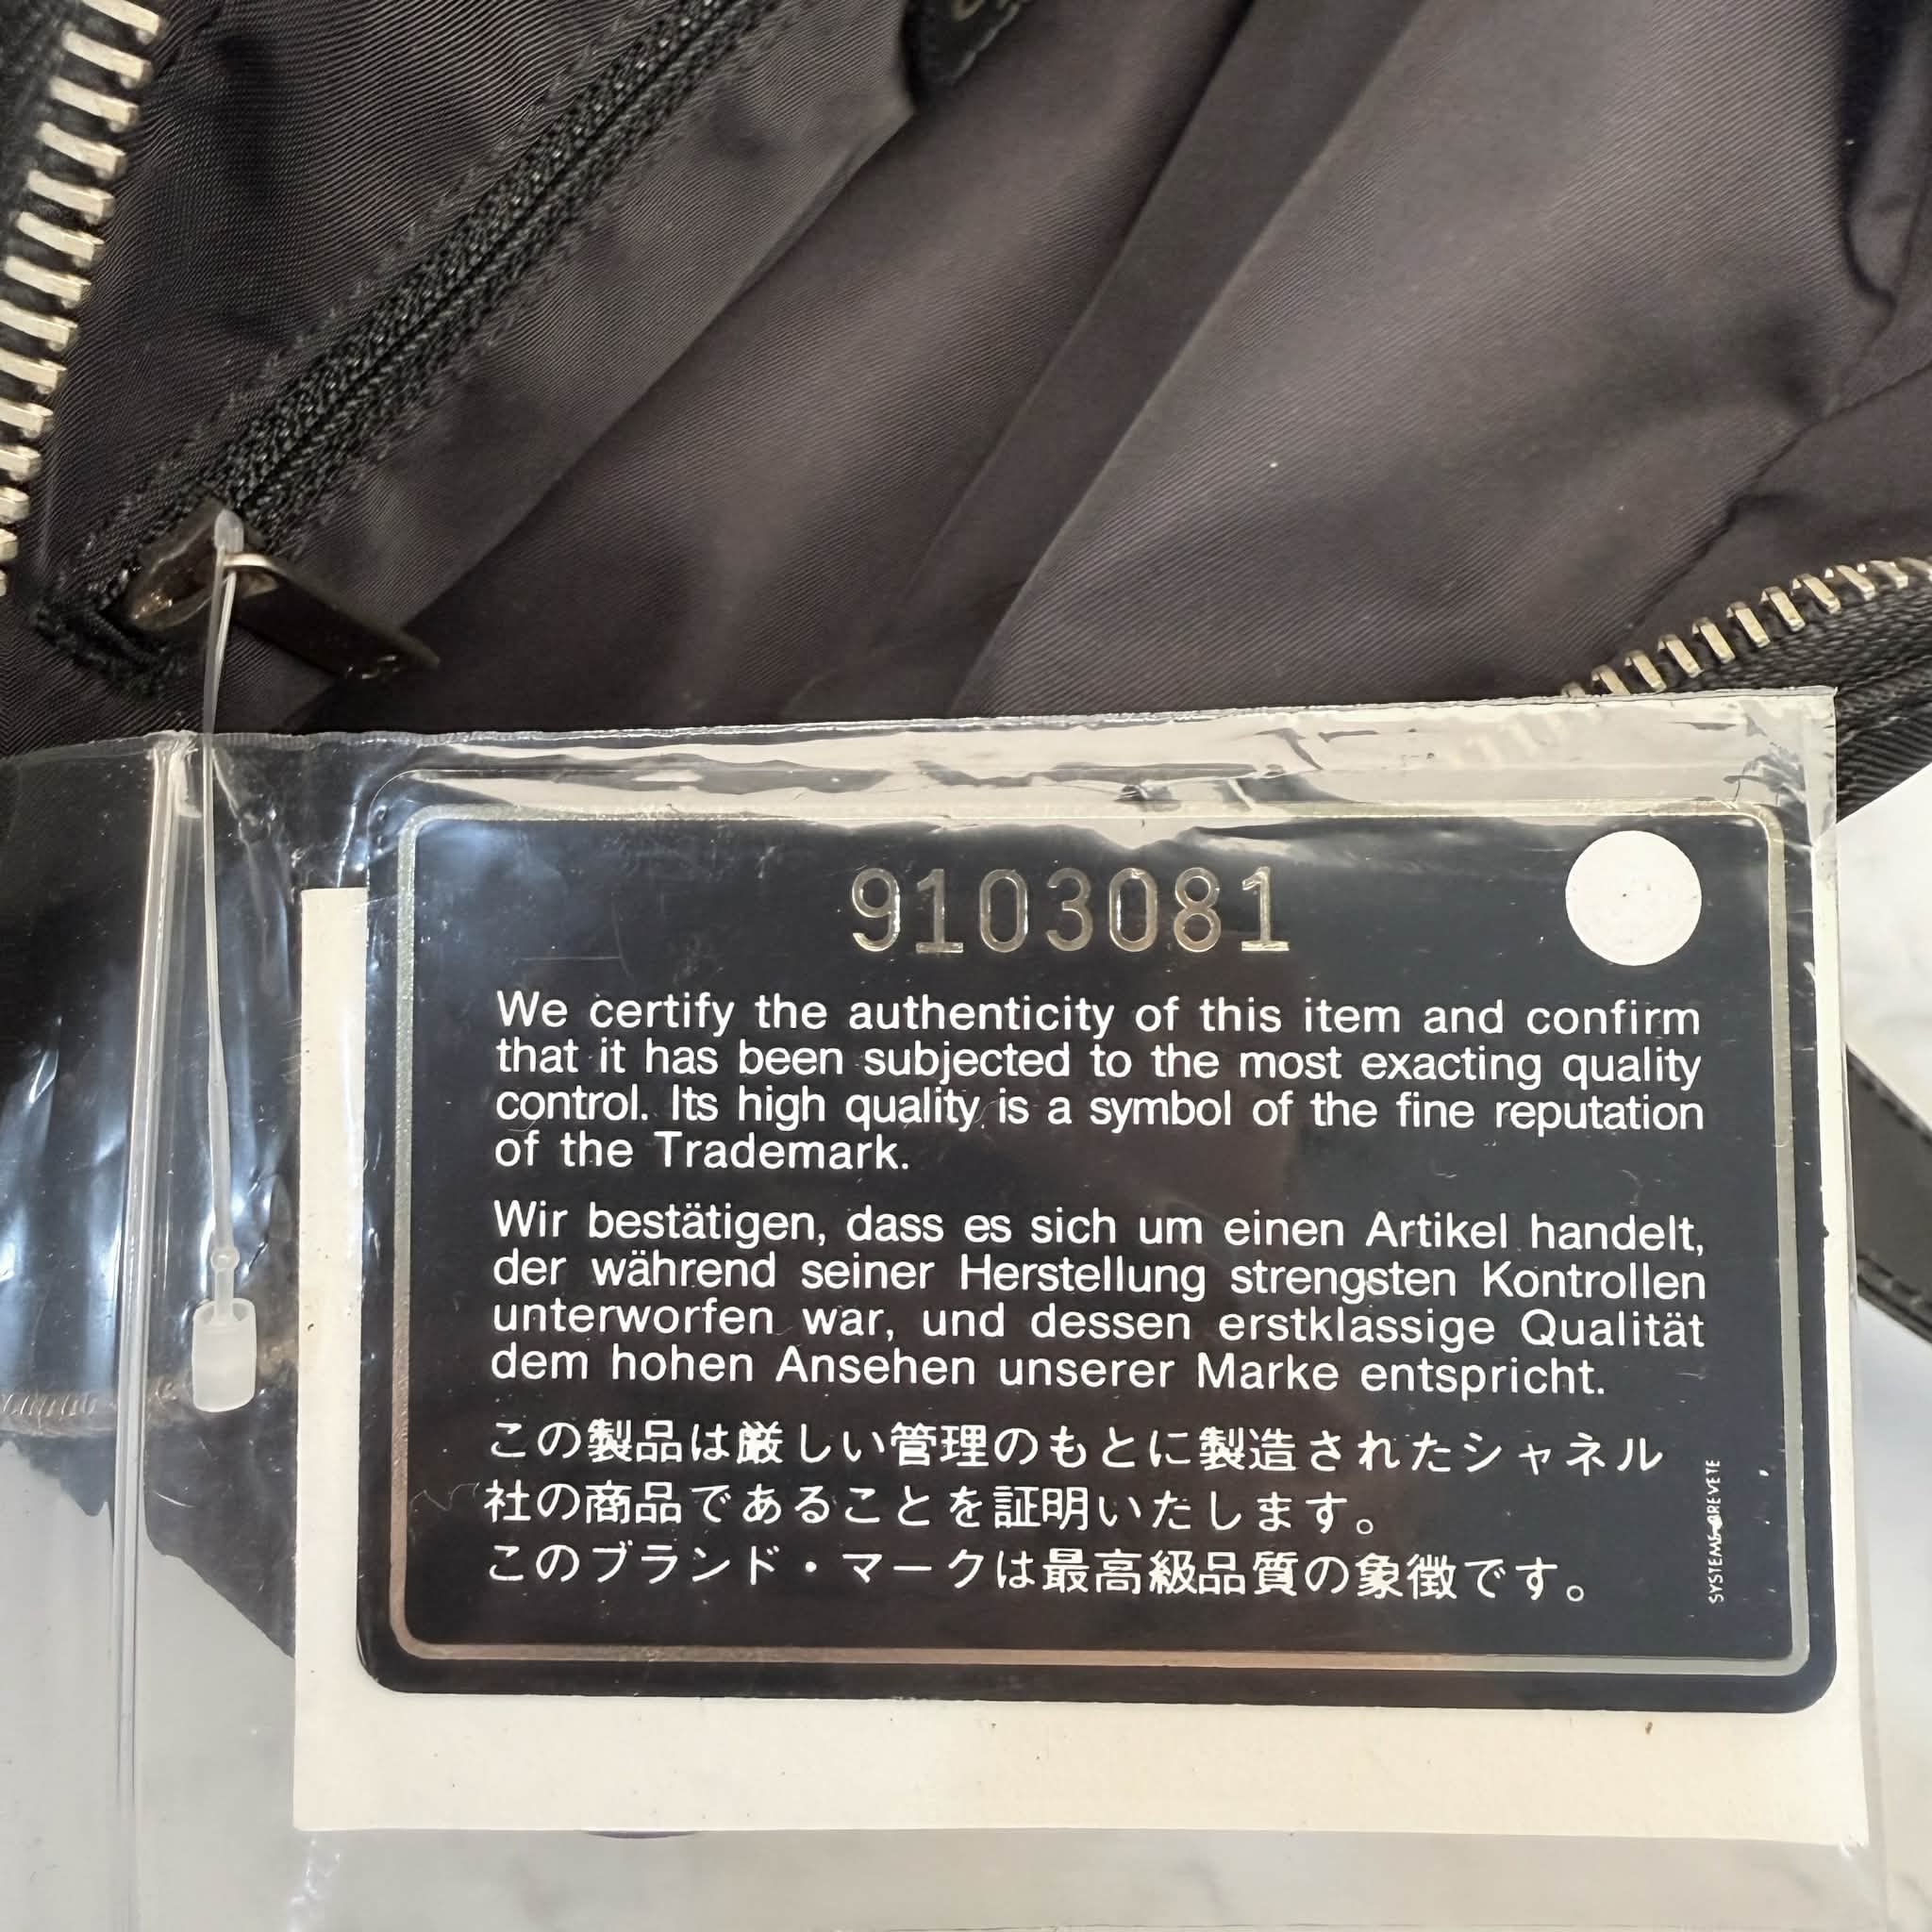 9103081
We certify the authenticity of this item and confirm
that it has been subjected to the most exacting quality
control. Its high quality is a symbol of the fine reputation
of the Trademark.
Wir bestätigen, dass es sich um einen Artikel handelt,
der während seiner Herstellung strengsten Kontrollen
unterworfen war, und dessen erstklassige Qualität
dem hohen Ansehen unserer Marke entspricht.
この製品は厳しい管理のもとに製造されたシャネル
社の商品であることを証明いたします。
このブランド・マークは最高級品質の象徴です。
SYSTEME BREVETE